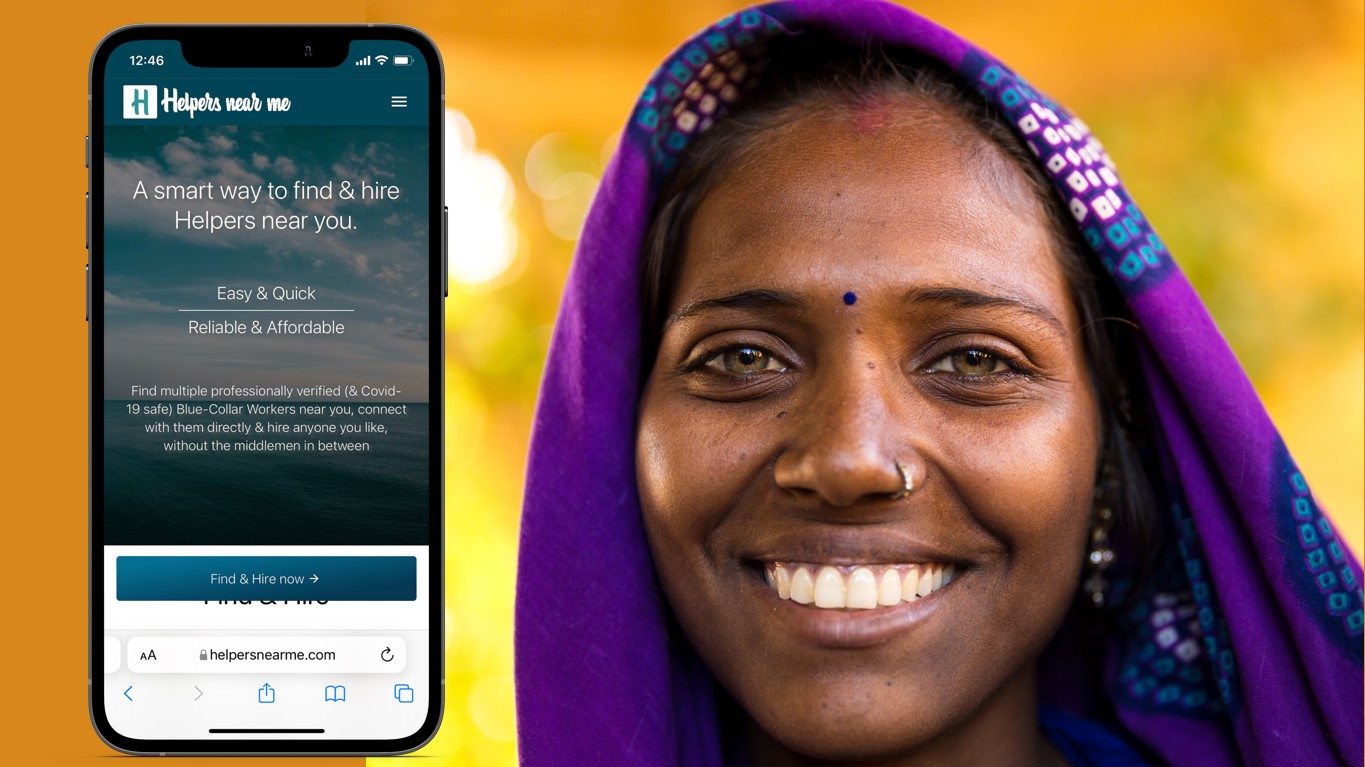 12:46
H Helpers near me
A smart way to find & hire
Helpers near you.
Easy & Quick
Reliable & Affordable
Find multiple professionally verified (& Covid-
19 safe) Blue-Collar Workers near you, connect
with them directly & hire anyone you like,
without the middlemen in between
Find & Hire now →
Find & Hire
AA helpersnearme.com